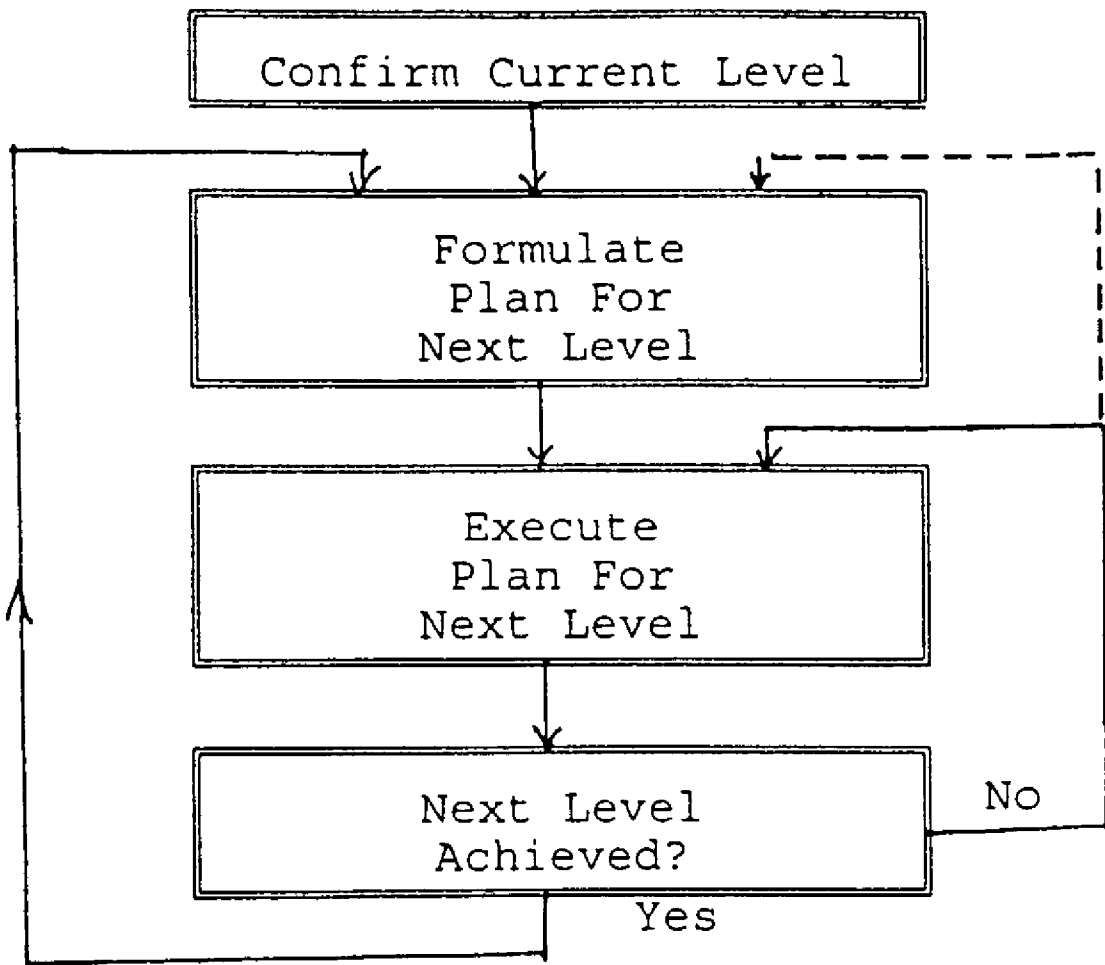 Confirm Current Level
Formulate
Plan For
Next Level
Execute
Plan For
Next Level
Next Level
Achieved?
No
Yes